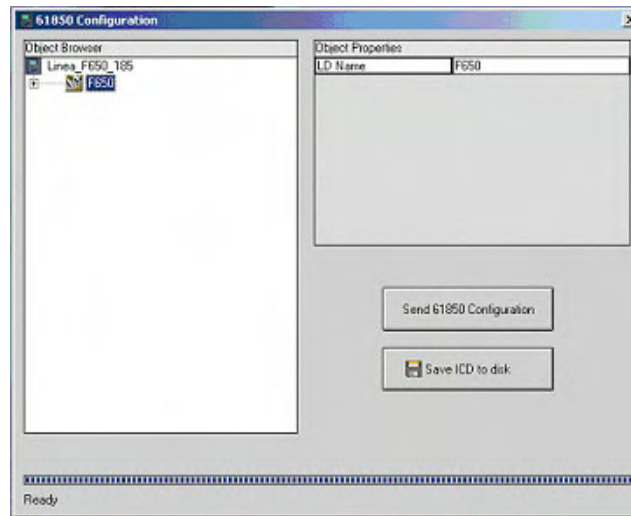 61850 Configuration
Object Browser
Linea_F650_185
F650
Object Properties
LD Name F650
Send 61850 Configuration
Save ICD to disk
Ready